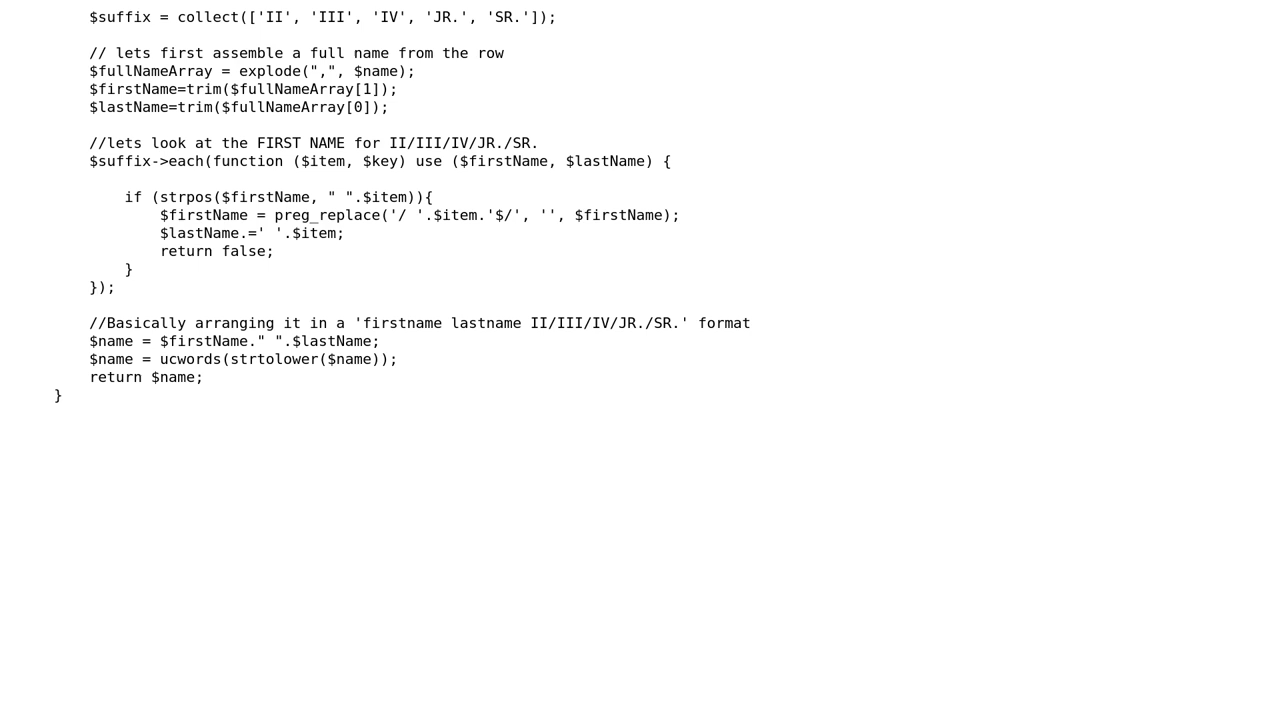 $suffix = collect(['II', 'III', 'IV', 'JR.', 'SR.']);
// lets first assemble a full name from the row
$fullNameArray = explode(",", $name);
$firstName=trim($fullNameArray[1]);
$lastName=trim($fullNameArray[0]);
//lets look at the FIRST NAME for II/III/IV/JR./SR.
$suffix->each(function ($item, $key) use ($firstName, $lastName) {
if (strpos($firstName, " ".$item)){
$firstName = preg_replace('/ '.$item.'$/', '', $firstName);
$lastName.=' '.$item;
return false;
}
});
//Basically arranging it in a 'firstname lastname II/III/IV/JR./SR.' format
$name = $firstName." ".$lastName;
$name = ucwords(strtolower($name));
return $name;
}